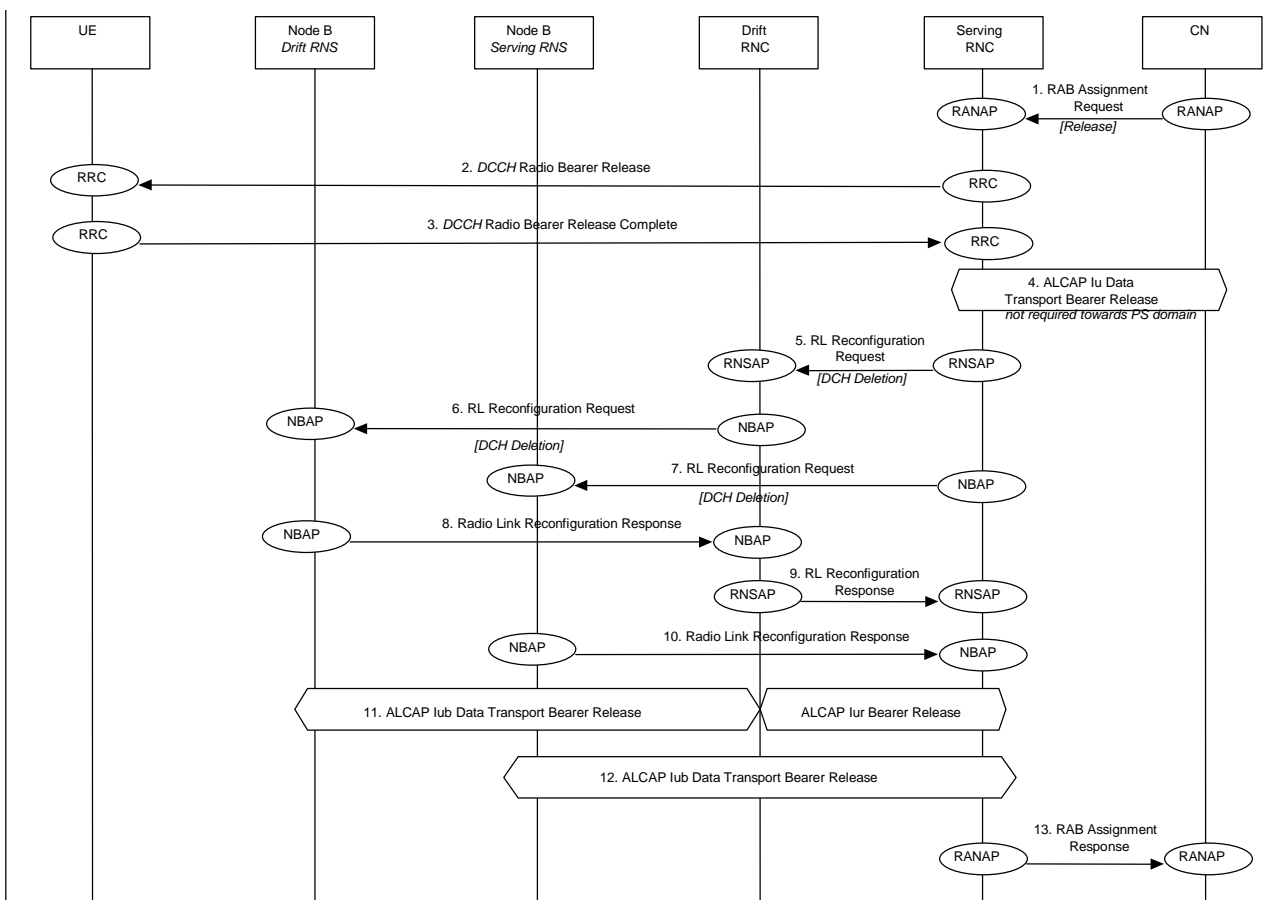 UE
Node B
Drift RNS
Node B
Serving RNS
Drift
RNC
Serving
RNC
CN
1. RAB Assignment
Request
[Release]
RANAP
RANAP
2. DCCH Radio Bearer Release
RRC
RRC
3. DCCH Radio Bearer Release Complete
RRC
RRC
4. ALCAP Iu Data
Transport Bearer Release
not required towards PS domain
5. RL Reconfiguration
Request
[DCH Deletion]
RNSAP
RNSAP
6. RL Reconfiguration Request
[DCH Deletion]
NBAP
NBAP
7. RL Reconfiguration Request
[DCH Deletion]
NBAP
NBAP
8. Radio Link Reconfiguration Response
NBAP
NBAP
9. RL Reconfiguration
Response
RNSAP
RNSAP
10. Radio Link Reconfiguration Response
NBAP
NBAP
11. ALCAP Iub Data Transport Bearer Release
ALCAP Iur Bearer Release
12. ALCAP Iub Data Transport Bearer Release
13. RAB Assignment
Response
RANAP
RANAP